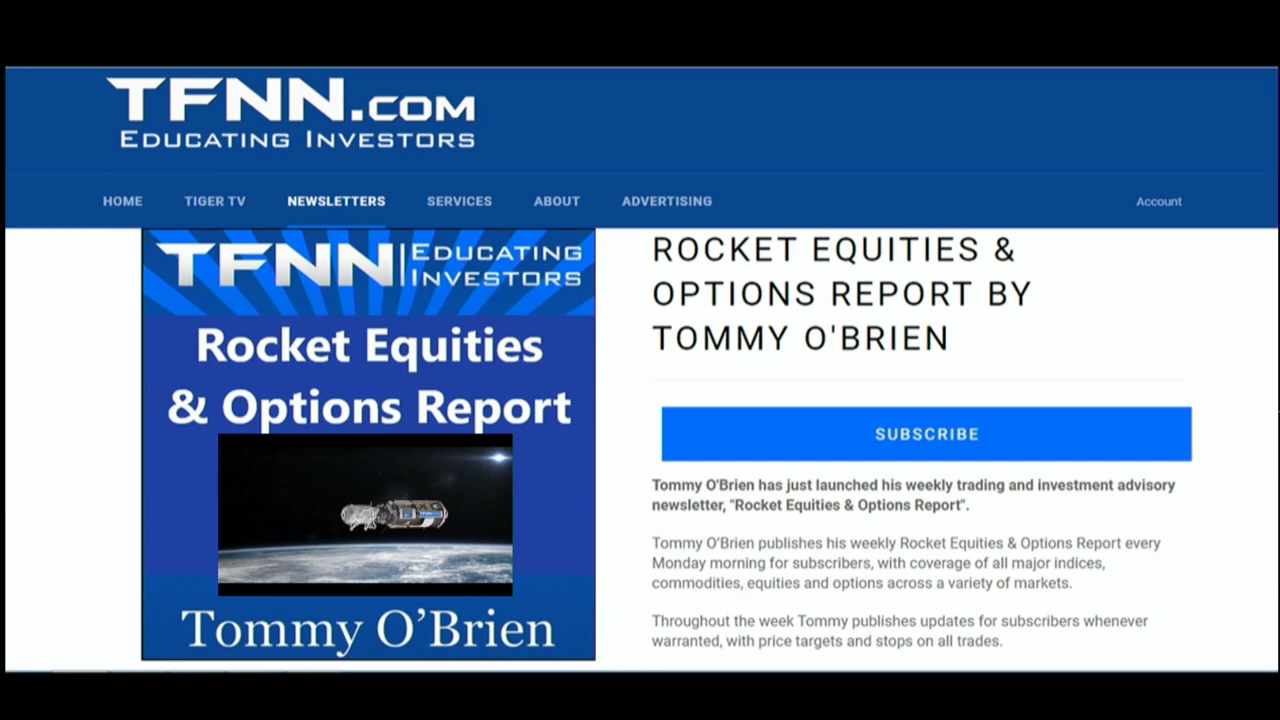 TFNN.COM
EDUCATING INVESTORS
HOME TIGER TV NEWSLETTERS SERVICES ABOUT ADVERTISING Account
TFNN EDUCATING
INVESTORS
Rocket Equities
& Options Report
Tommy O’Brien
ROCKET EQUITIES &
OPTIONS REPORT BY
TOMMY O'BRIEN
SUBSCRIBE
Tommy O'Brien has just launched his weekly trading and investment advisory
newsletter, "Rocket Equities & Options Report".
Tommy O’Brien publishes his weekly Rocket Equities & Options Report every
Monday morning for subscribers, with coverage of all major indices,
commodities, equities and options across a variety of markets.
Throughout the week Tommy publishes updates for subscribers whenever
warranted, with price targets and stops on all trades.